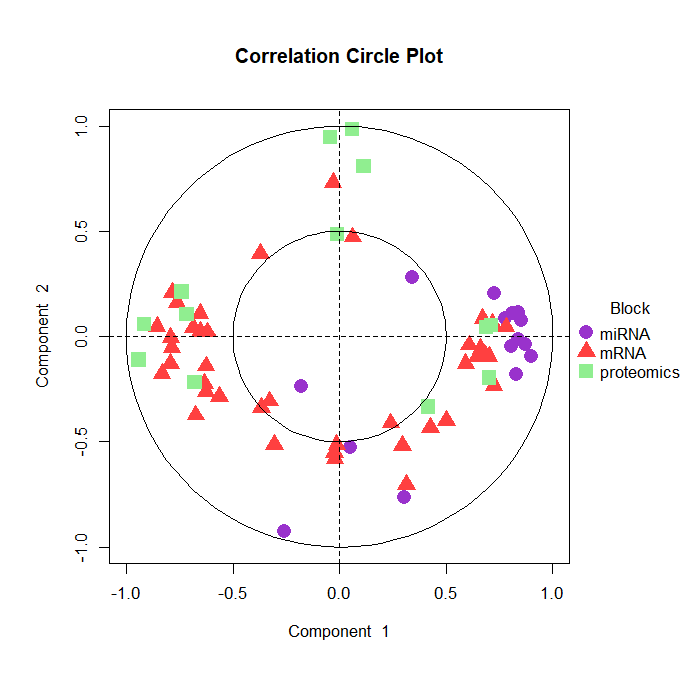 Correlation Circle Plot
1.0
0.5
0.0
-0.5
-1.0
Component 2
-1.0 -0.5 0.0 0.5 1.0
Component 1
Block
miRNA
mRNA
proteomics